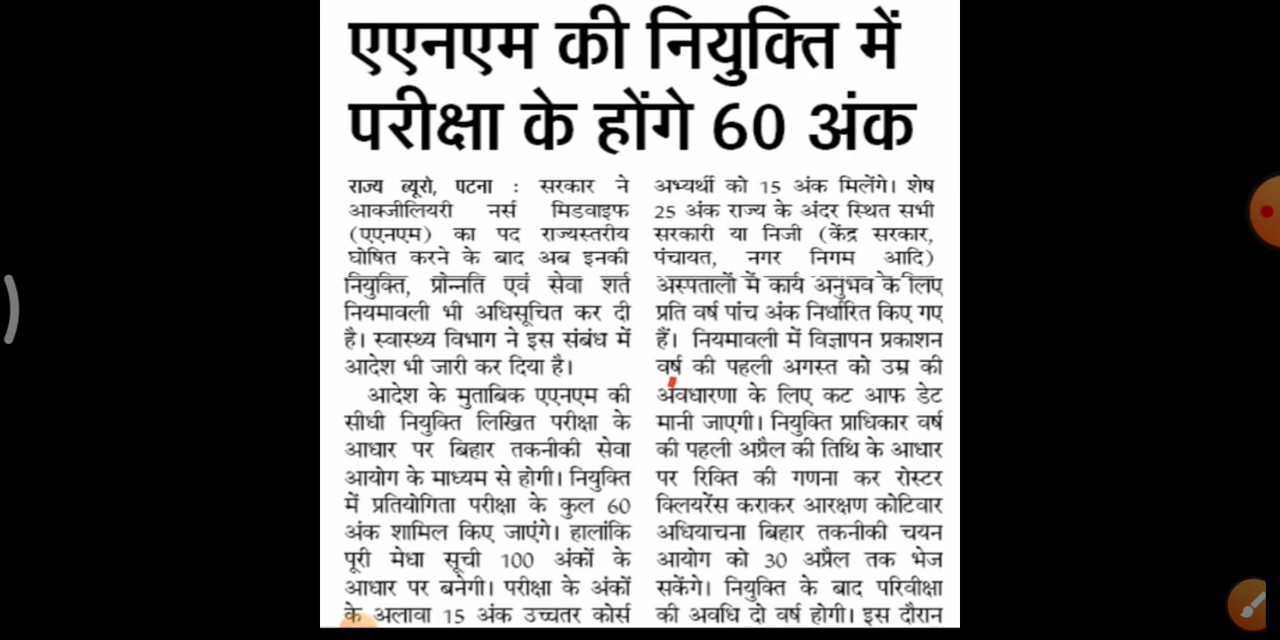 एएनएम की नियुक्ति में
परीक्षा के होंगे 60 अंक
राज्य ब्यूरो, पटना : सरकार ने
आक्जीलियरी नर्स मिडवाइफ
(एएनएम) का पद राज्यस्तरीय
घोषित करने के बाद अब इनकी
नियुक्ति, प्रोन्नति एवं सेवा शर्त
नियमावली भी अधिसूचित कर दी
है। स्वास्थ्य विभाग ने इस संबंध में
आदेश भी जारी कर दिया है।
आदेश के मुताबिक एएनएम की
सीधी नियुक्ति लिखित परीक्षा के
आधार पर बिहार तकनीकी सेवा
आयोग के माध्यम से होगी। नियुक्ति
में प्रतियोगिता परीक्षा के कुल 60
अंक शामिल किए जाएंगे। हालांकि
पूरी मेधा सूची 100 अंकों के
आधार पर बनेगी। परीक्षा के अंकों
के अलावा 15 अंक उच्चतर कोर्स
अभ्यर्थी को 15 अंक मिलेंगे। शेष
25 अंक राज्य के अंदर स्थित सभी
सरकारी या निजी (केंद्र सरकार,
पंचायत, नगर निगम आदि)
अस्पतालों में कार्य अनुभव के लिए
प्रति वर्ष पांच अंक निर्धारित किए गए
हैं। नियमावली में विज्ञापन प्रकाशन
वर्ष की पहली अगस्त को उम्र की
अवधारणा के लिए कट आफ डेट
मानी जाएगी। नियुक्ति प्राधिकार वर्ष
की पहली अप्रैल की तिथि के आधार
पर रिक्ति की गणना कर रोस्टर
क्लियरेंस कराकर आरक्षण कोटिवार
अधियाचना बिहार तकनीकी चयन
आयोग को 30 अप्रैल तक भेज
सकेंगे। नियुक्ति के बाद परिवीक्षा
की अवधि दो वर्ष होगी। इस दौरान